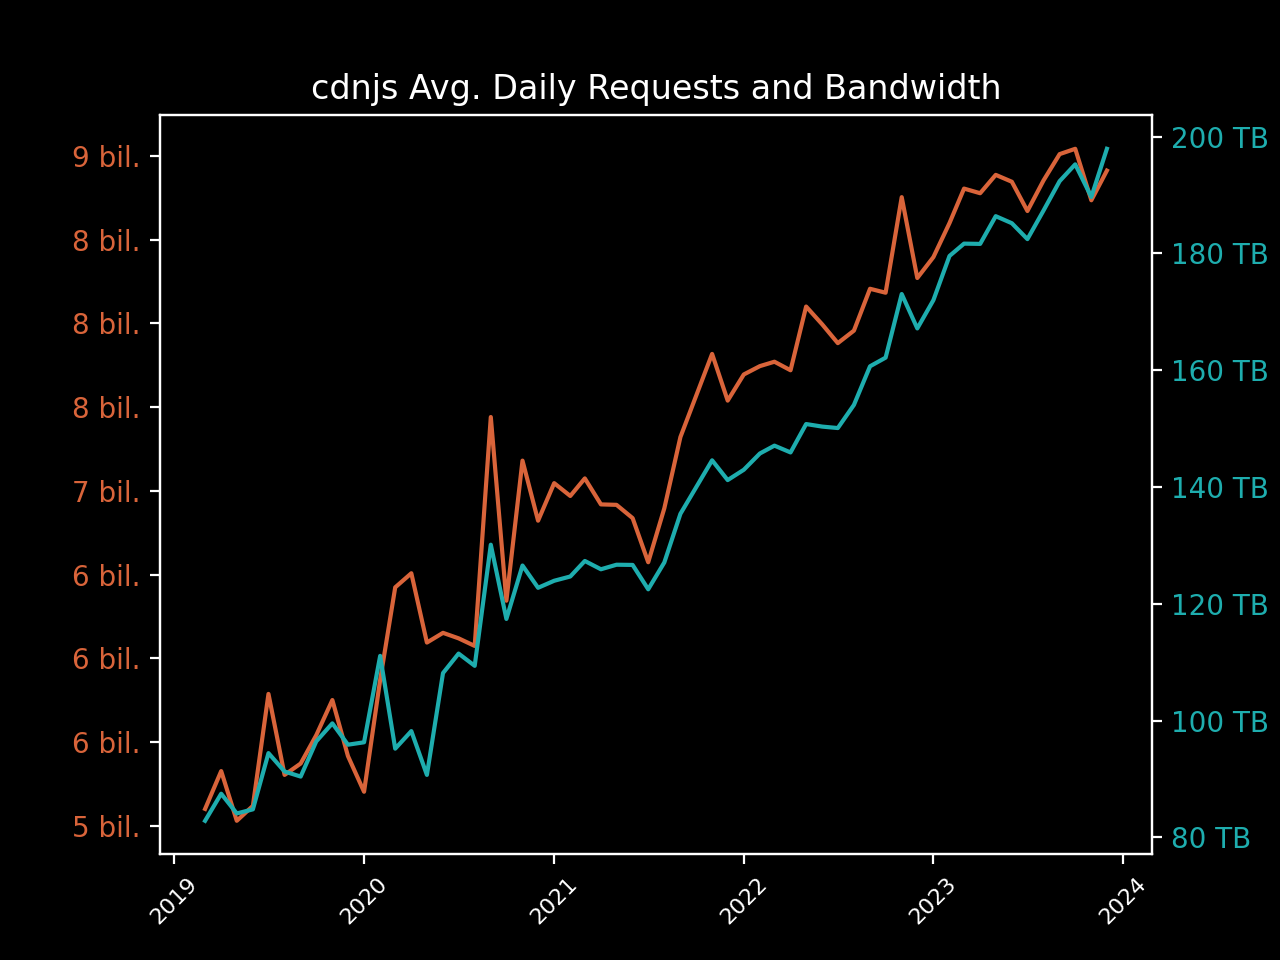 cdnjs Avg. Daily Requests and Bandwidth
9 bil.
8 bil.
8 bil.
8 bil.
7 bil.
6 bil.
6 bil.
6 bil.
5 bil.
200 TB
180 TB
160 TB
140 TB
120 TB
100 TB
80 TB
2019
2020
2021
2022
2023
2024